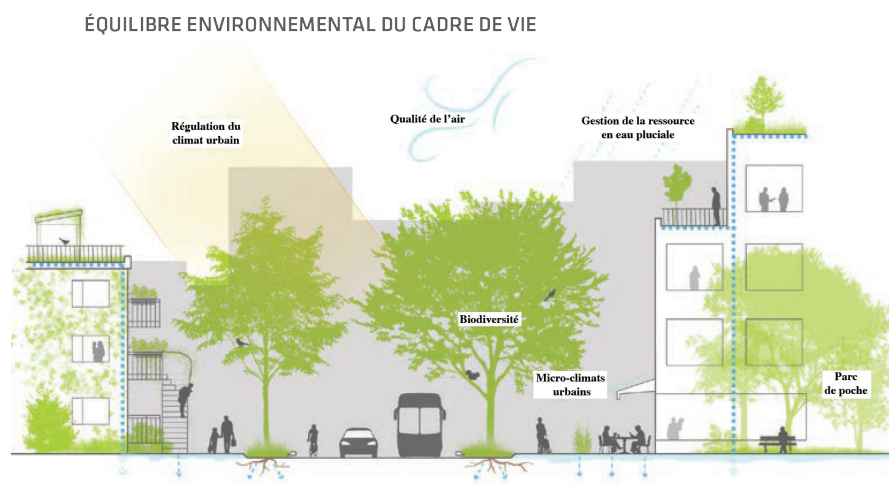 ÉQUILIBRE ENVIRONNEMENTAL DU CADRE DE VIE
Régulation du
climat urbain
Qualité de l'air
Gestion de la ressource
en eau pluciale
Biodiversité
Micro-climats
urbains
Parc
de poche